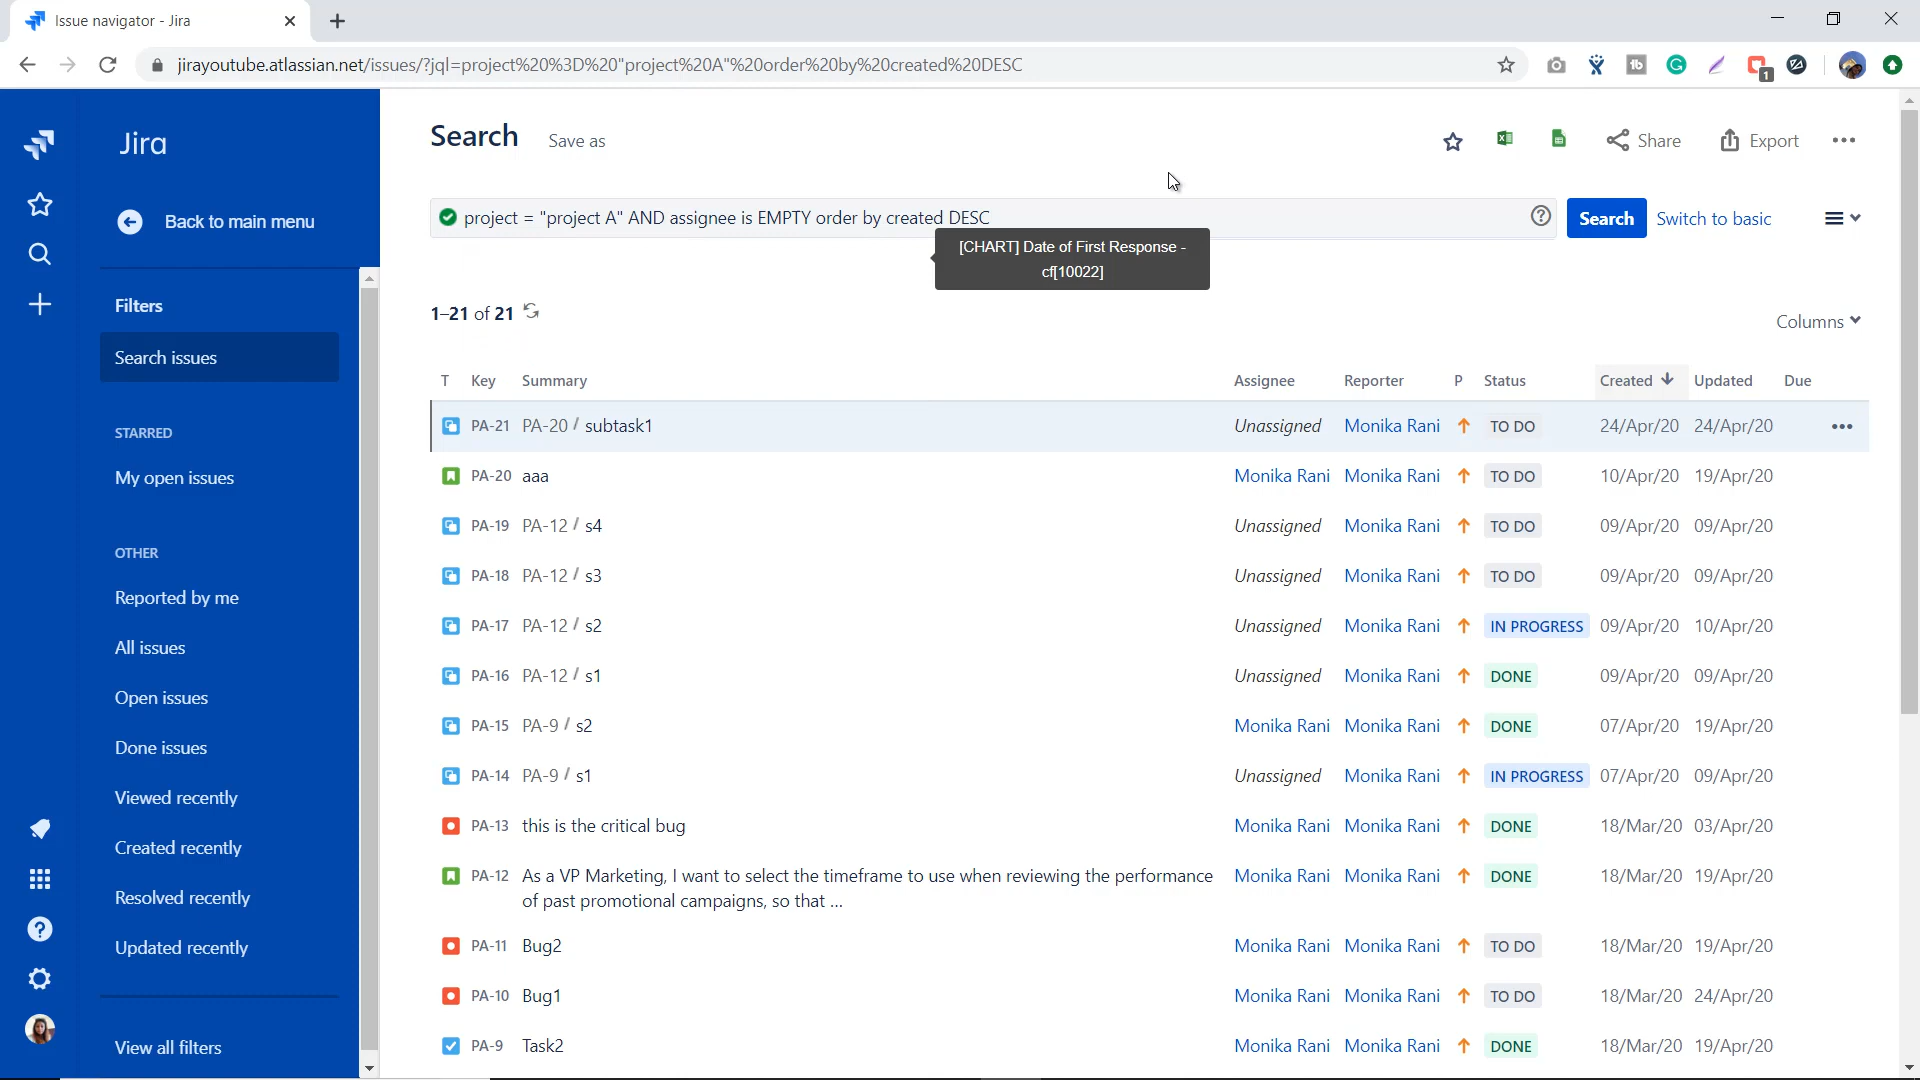 Issue navigator - Jira
jirayoutube.atlassian.net/issues/?jql=project%20%3D%20"project%20A"%20order%20by%20created%20DESC
1
Jira
Back to main menu
Filters
Search issues
STARRED
My open issues
OTHER
Reported by me
All issues
Open issues
Done issues
Viewed recently
Created recently
Resolved recently
Updated recently
View all filters
Search Save as
Share Export
project = "project A" AND assignee is EMPTY order by created DESC
Search Switch to basic
[CHART] Date of First Response -
cf[10022]
1–21 of 21
Columns
T Key Summary Assignee Reporter P Status Created Updated Due
PA-21 PA-20 / subtask1 Unassigned Monika Rani TO DO 24/Apr/20 24/Apr/20
PA-20 aaa Monika Rani Monika Rani TO DO 10/Apr/20 19/Apr/20
PA-19 PA-12 / s4 Unassigned Monika Rani TO DO 09/Apr/20 09/Apr/20
PA-18 PA-12 / s3 Unassigned Monika Rani TO DO 09/Apr/20 09/Apr/20
PA-17 PA-12 / s2 Unassigned Monika Rani IN PROGRESS 09/Apr/20 10/Apr/20
PA-16 PA-12 / s1 Unassigned Monika Rani DONE 09/Apr/20 09/Apr/20
PA-15 PA-9 / s2 Monika Rani Monika Rani DONE 07/Apr/20 19/Apr/20
PA-14 PA-9 / s1 Unassigned Monika Rani IN PROGRESS 07/Apr/20 09/Apr/20
PA-13 this is the critical bug Monika Rani Monika Rani DONE 18/Mar/20 03/Apr/20
PA-12 As a VP Marketing, I want to select the timeframe to use when reviewing the performance Monika Rani Monika Rani DONE 18/Mar/20 19/Apr/20
of past promotional campaigns, so that ...
PA-11 Bug2 Monika Rani Monika Rani TO DO 18/Mar/20 19/Apr/20
PA-10 Bug1 Monika Rani Monika Rani TO DO 18/Mar/20 24/Apr/20
PA-9 Task2 Monika Rani Monika Rani DONE 18/Mar/20 19/Apr/20